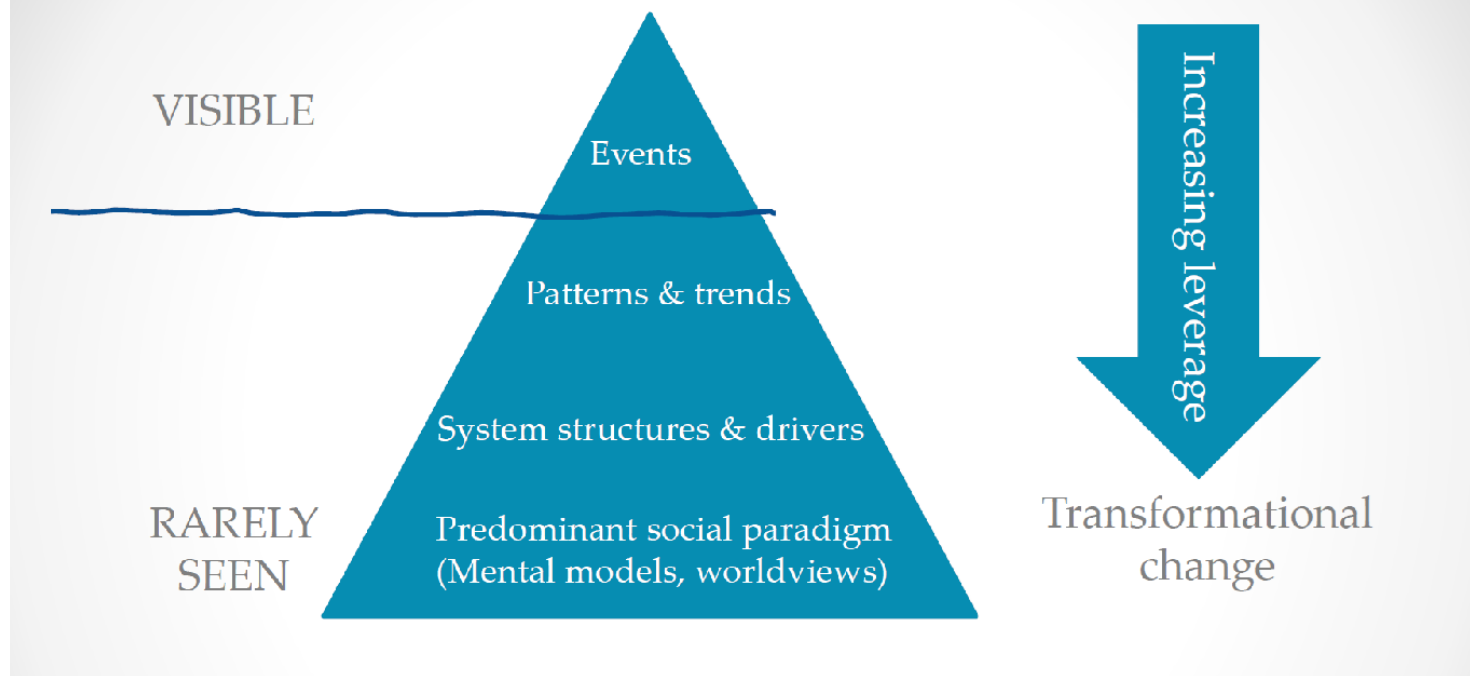 VISIBLE
Events
Patterns & trends
System structures & drivers
RARELY
SEEN
Predominant social paradigm
(Mental models, worldviews)
Increasing leverage
Transformational
change